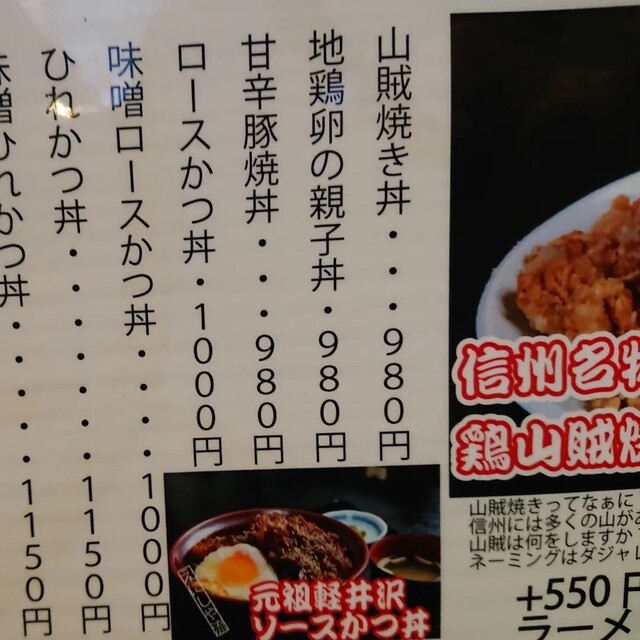 山賊焼き丼・・・980円
地鶏卵の親子丼・980円
甘辛豚焼丼・・・980円
ロースかつ丼・1000円
味噌ロースかつ丼・・・・1000円
ひれかつ丼・・・・・・1150円
味噌ひれかつ丼・・・・1150円
信州名物
鶏山賊焼
山賊焼きってなぁに
信州には多くの山が
山賊は何をしますか
ネーミングはダジャレ
+550円
ラーメ
元祖軽井沢
ソースかつ丼